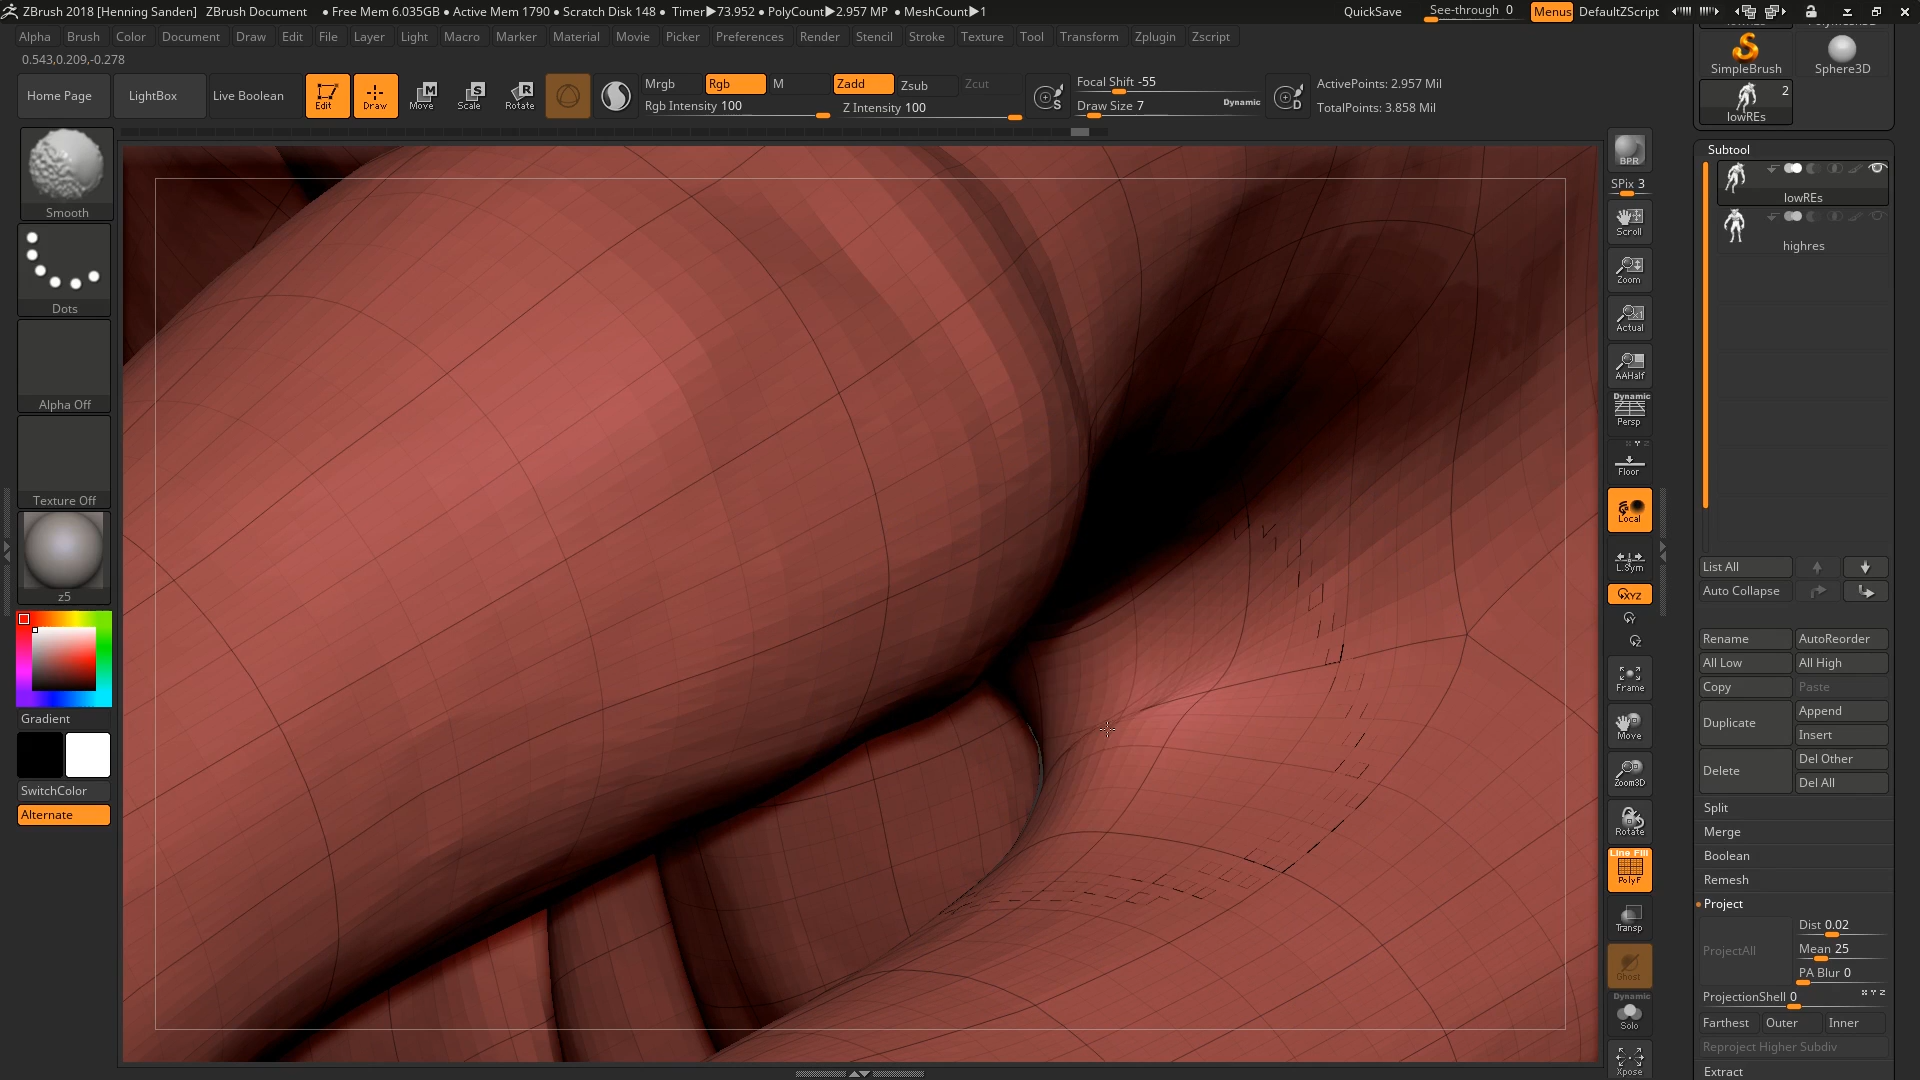 ZBrush 2018 [Henning Sanden] ZBrush Document • Free Mem 6.035GB • Active Mem 1790 • Scratch Disk 148 • Timer▶73.952 • PolyCount▶2.957 MP • MeshCount▶1 QuickSave See-through 0 Menus DefaultZScript
Alpha Brush Color Document Draw Edit File Layer Light Macro Marker Material Movie Picker Preferences Render Stencil Stroke Texture Tool Transform Zplugin Zscript
0.543,0.209,-0.278
Home Page LightBox Live Boolean Edit Draw Move Scale Rotate
Mrgb Rgb M Zadd Zsub Zcut
Rgb Intensity 100 Z Intensity 100
Focal Shift -55
Draw Size 7 Dynamic
ActivePoints: 2.957 Mil
TotalPoints: 3.858 Mil
Smooth
Dots
Alpha Off
Texture Off
z5
Gradient
SwitchColor
Alternate
BPR
SPix 3
Scroll
Zoom
Actual
AAHalf
Dynamic
Persp
Floor
Local
L.Sym
XYZ
Y
Z
Frame
Move
Zoom3D
Rotate
Line Fill
PolyF
Transp
Ghost
Dynamic
Solo
Xpose
SimpleBrush Sphere3D
2
lowREs
Subtool
lowREs
highres
List All
Auto Collapse
Rename AutoReorder
All Low All High
Copy Paste
Duplicate Append
Insert
Delete Del Other
Del All
Split
Merge
Boolean
Remesh
Project
ProjectAll Dist 0.02
Mean 25
PA Blur 0
ProjectionShell 0 X Y Z
Farthest Outer Inner
Reproject Higher Subdiv
Extract